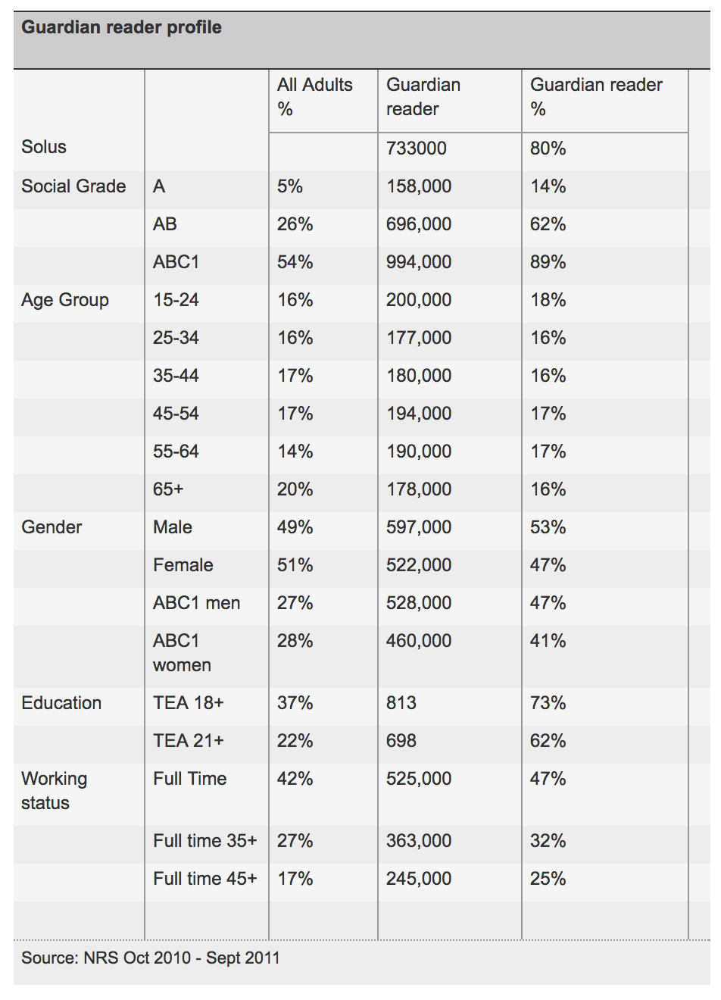 Guardian reader profile
All Adults % Guardian reader Guardian reader %
Solus 733000 80%
Social Grade A 5% 158,000 14%
AB 26% 696,000 62%
ABC1 54% 994,000 89%
Age Group 15-24 16% 200,000 18%
25-34 16% 177,000 16%
35-44 17% 180,000 16%
45-54 17% 194,000 17%
55-64 14% 190,000 17%
65+ 20% 178,000 16%
Gender Male 49% 597,000 53%
Female 51% 522,000 47%
ABC1 men 27% 528,000 47%
ABC1 women 28% 460,000 41%
Education TEA 18+ 37% 813 73%
TEA 21+ 22% 698 62%
Working status Full Time 42% 525,000 47%
Full time 35+ 27% 363,000 32%
Full time 45+ 17% 245,000 25%
Source: NRS Oct 2010 - Sept 2011